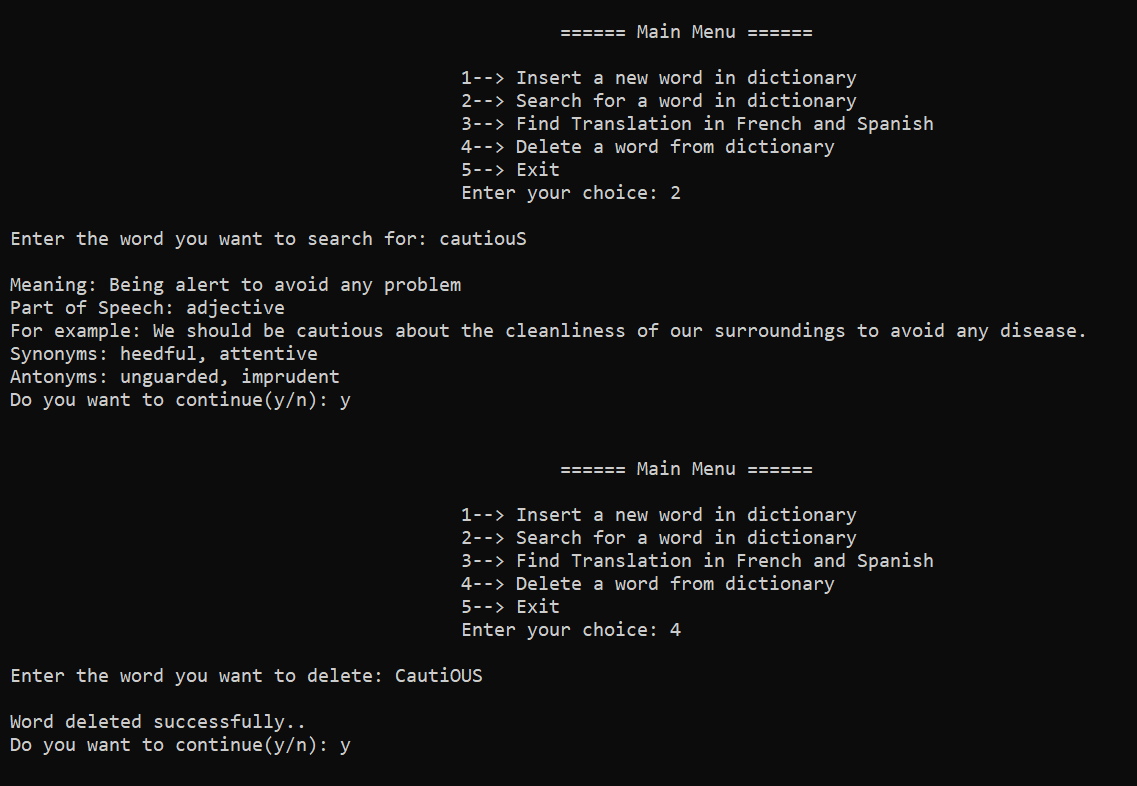 ====== Main Menu ======
1--> Insert a new word in dictionary
2--> Search for a word in dictionary
3--> Find Translation in French and Spanish
4--> Delete a word from dictionary
5--> Exit
Enter your choice: 2
Enter the word you want to search for: cautiouS
Meaning: Being alert to avoid any problem
Part of Speech: adjective
For example: We should be cautious about the cleanliness of our surroundings to avoid any disease.
Synonyms: heedful, attentive
Antonyms: unguarded, imprudent
Do you want to continue(y/n): y
====== Main Menu ======
1--> Insert a new word in dictionary
2--> Search for a word in dictionary
3--> Find Translation in French and Spanish
4--> Delete a word from dictionary
5--> Exit
Enter your choice: 4
Enter the word you want to delete: CautiOUS
Word deleted successfully..
Do you want to continue(y/n): y